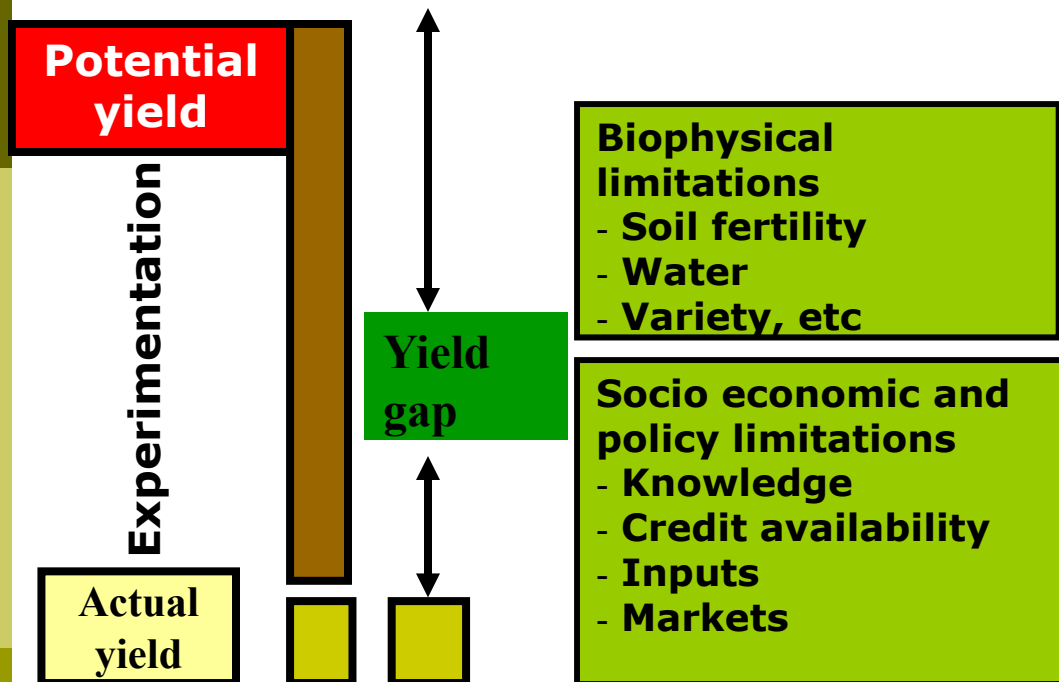 Potential
yield
Experimentation
Actual
yield
Yield
gap
Biophysical
limitations
- Soil fertility
- Water
- Variety, etc
Socio economic and
policy limitations
- Knowledge
- Credit availability
- Inputs
- Markets